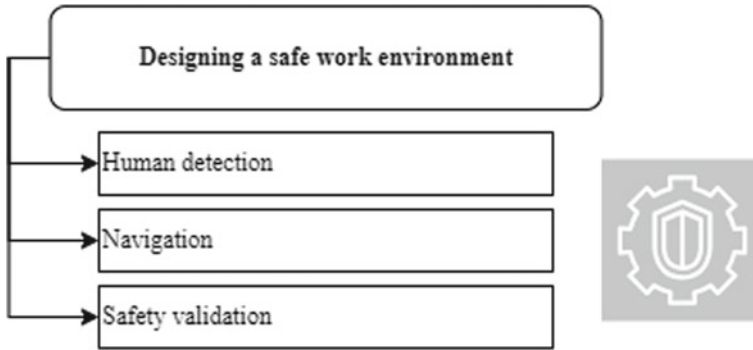 Designing a safe work environment
Human detection
Navigation
Safety validation